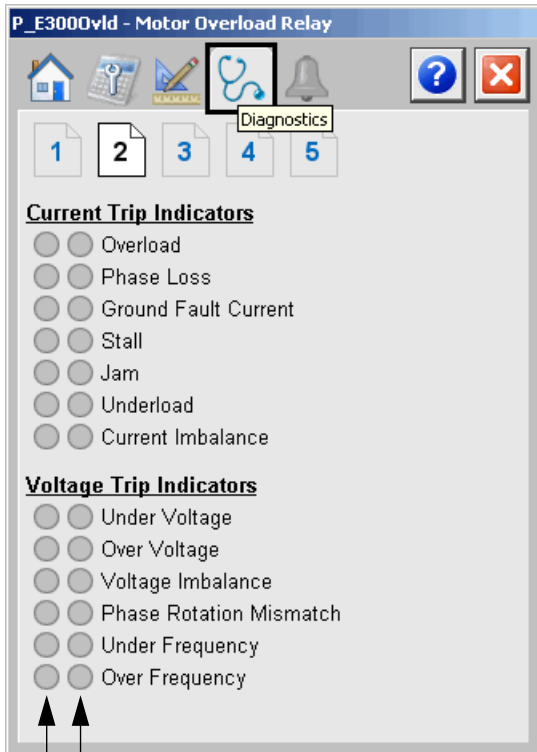 P_E300Ovld - Motor Overload Relay
?
Diagnostics
1 2 3 4 5
Current Trip Indicators
Overload
Phase Loss
Ground Fault Current
Stall
Jam
Underload
Current Imbalance
Voltage Trip Indicators
Under Voltage
Over Voltage
Voltage Imbalance
Phase Rotation Mismatch
Under Frequency
Over Frequency